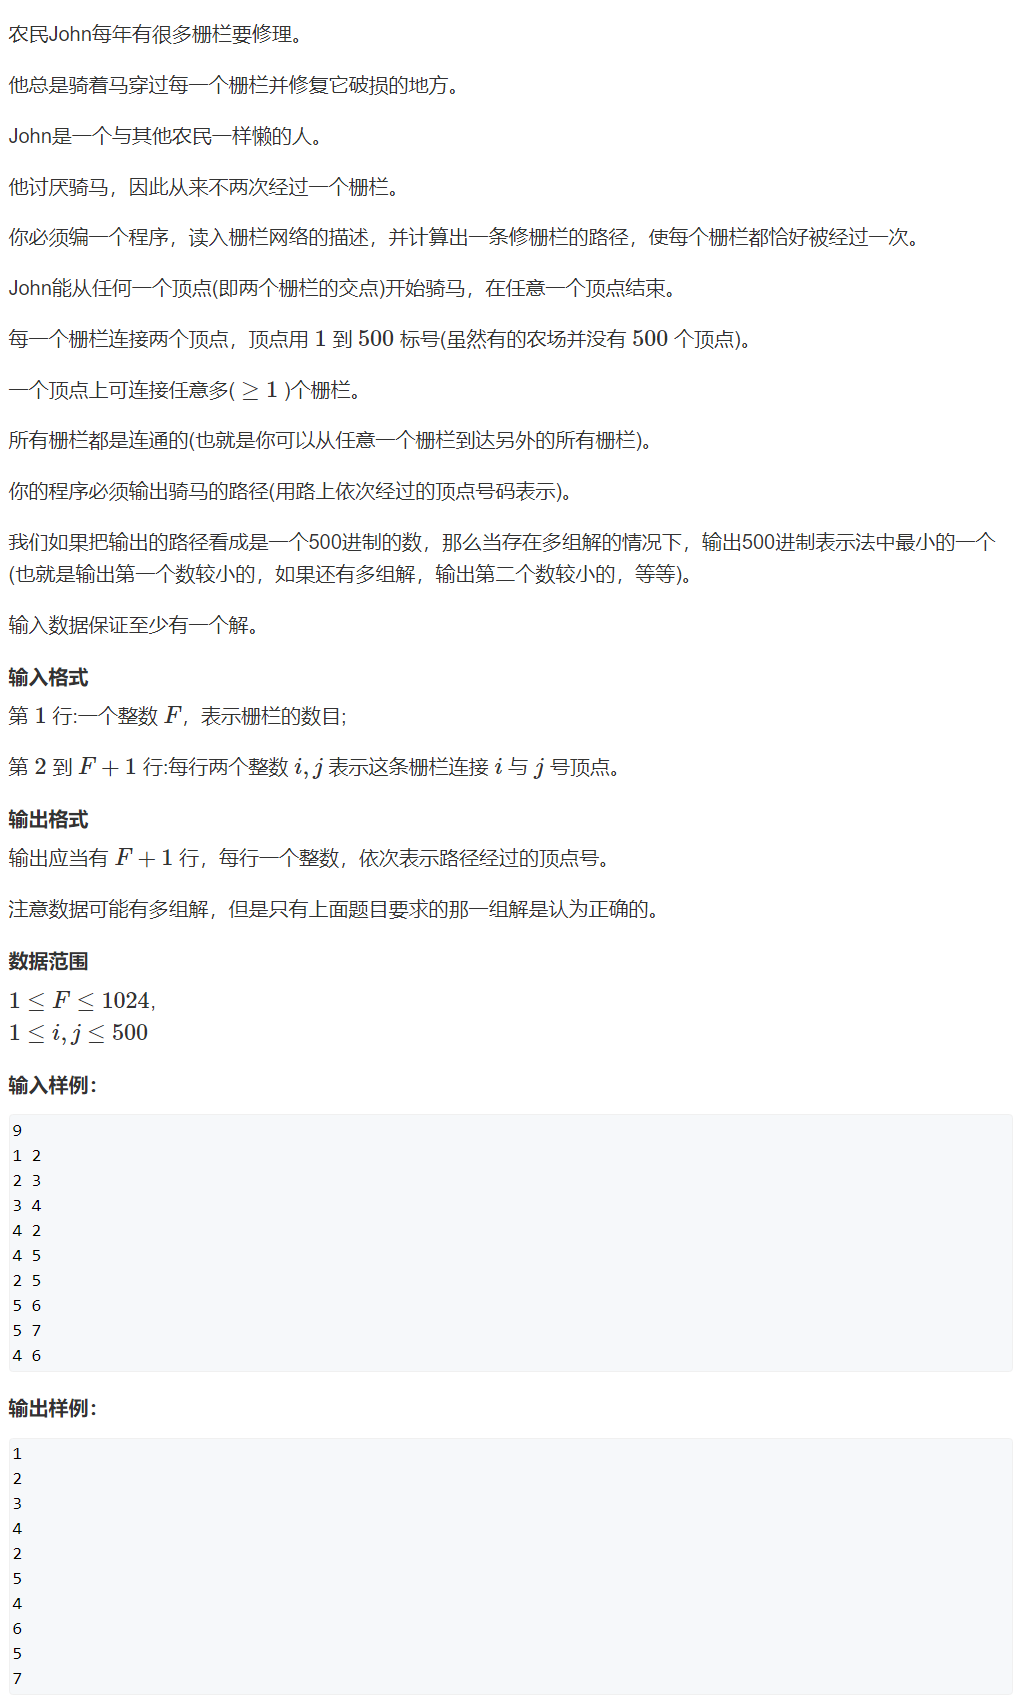 农民John每年有很多栅栏要修理。
他总是骑着马穿过每一个栅栏并修复它破损的地方。
John是一个与其他农民一样懒的人。
他讨厌骑马，因此从来不两次经过一个栅栏。
你必须编一个程序，读入栅栏网络的描述，并计算出一条修栅栏的路径，使每个栅栏都恰好被经过一次。
John能从任何一个顶点(即两个栅栏的交点)开始骑马，在任意一个顶点结束。
每一个栅栏连接两个顶点，顶点用 1 到 500 标号(虽然有的农场并没有 500 个顶点)。
一个顶点上可连接任意多( ≥ 1 )个栅栏。
所有栅栏都是连通的(也就是你可以从任意一个栅栏到达另外的所有栅栏)。
你的程序必须输出骑马的路径(用路上依次经过的顶点号码表示)。
我们如果把输出的路径看成是一个500进制的数，那么当存在多组解的情况下，输出500进制表示法中最小的一个
(也就是输出第一个数较小的，如果还有多组解，输出第二个数较小的，等等)。
输入数据保证至少有一个解。
输入格式
第 1 行:一个整数 F，表示栅栏的数目;
第 2 到 F + 1 行:每行两个整数 i, j 表示这条栅栏连接 i 与 j 号顶点。
输出格式
输出应当有 F + 1 行，每行一个整数，依次表示路径经过的顶点号。
注意数据可能有多组解，但是只有上面题目要求的那一组解是认为正确的。
数据范围
1 ≤ F ≤ 1024,
1 ≤ i, j ≤ 500
输入样例：
9
1 2
2 3
3 4
4 2
4 5
2 5
5 6
5 7
4 6
输出样例：
1
2
3
4
2
5
4
6
5
7